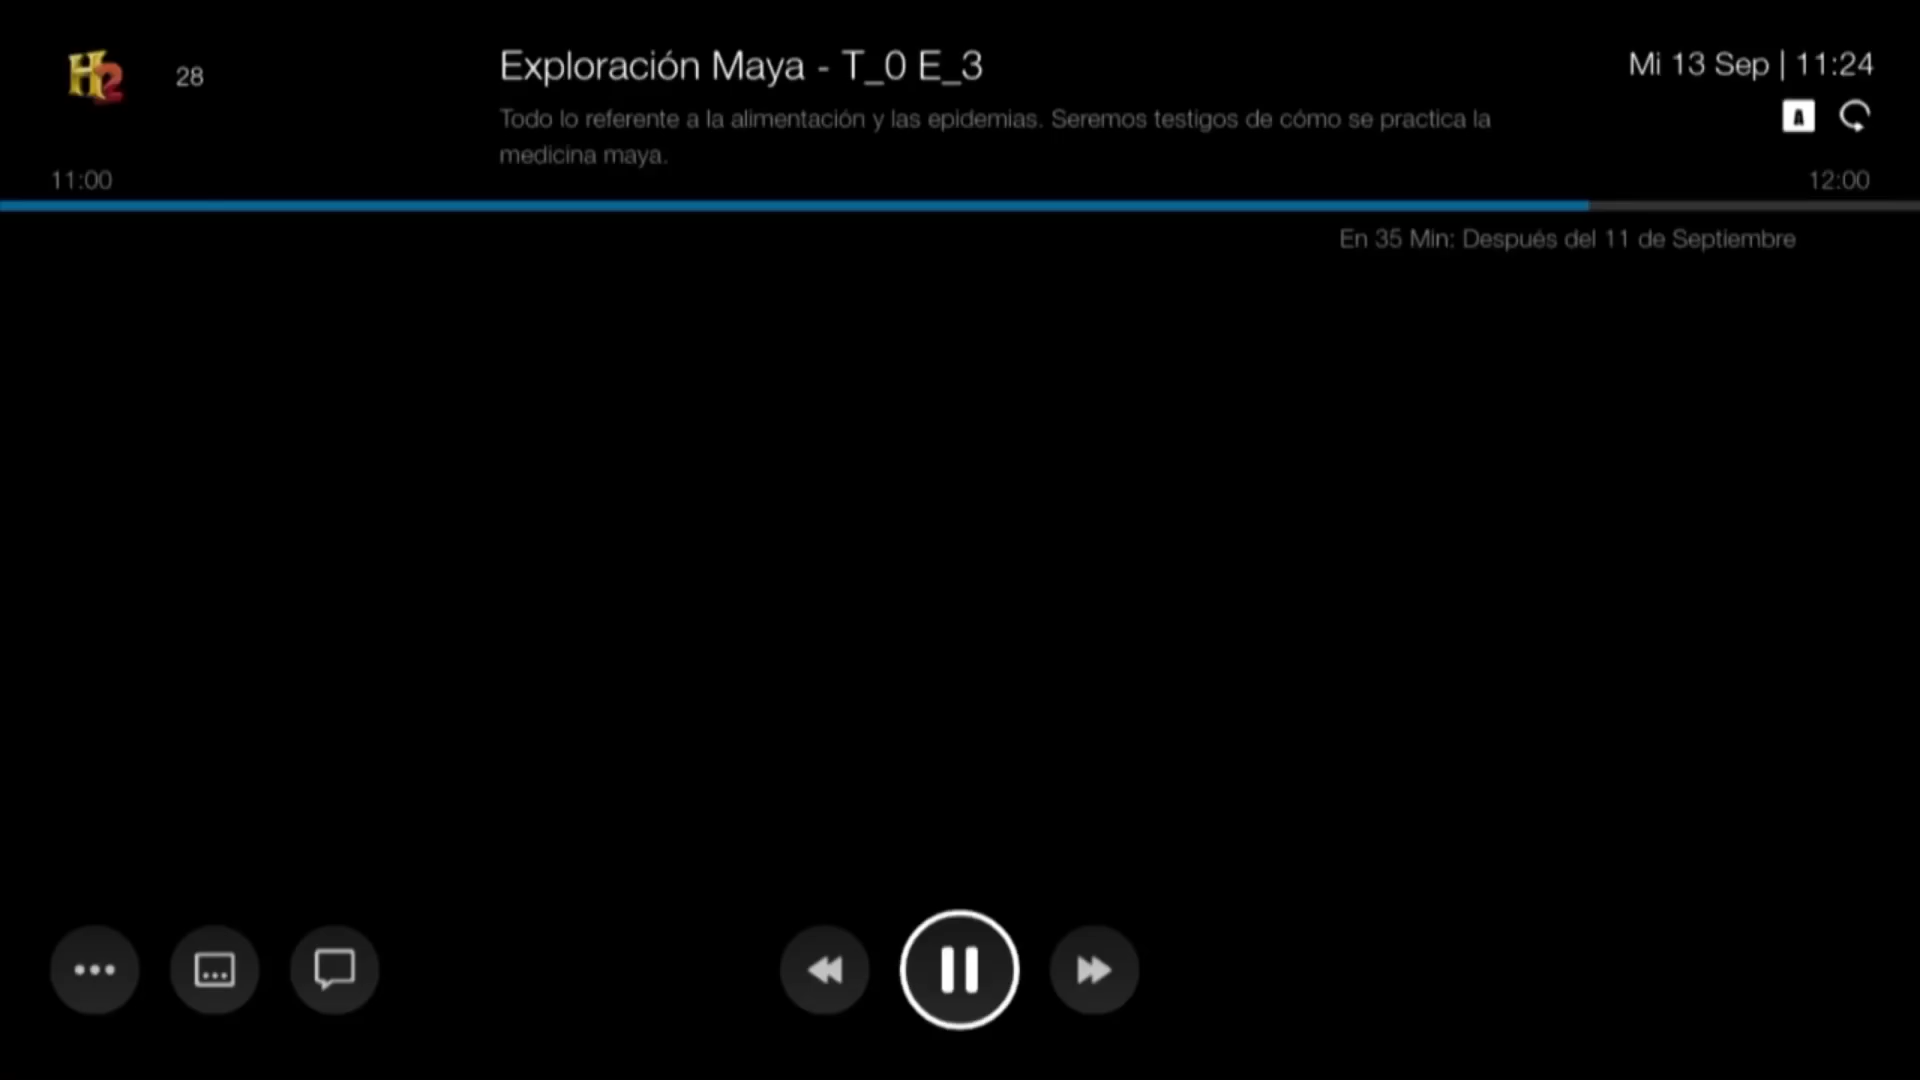 H2
28
Exploración Maya - T_0 E_3
Mi 13 Sep | 11:24
Todo lo referente a la alimentación y las epidemias. Seremos testigos de cómo se practica la
medicina maya.
A
11:00
12:00
En 35 Min: Después del 11 de Septiembre